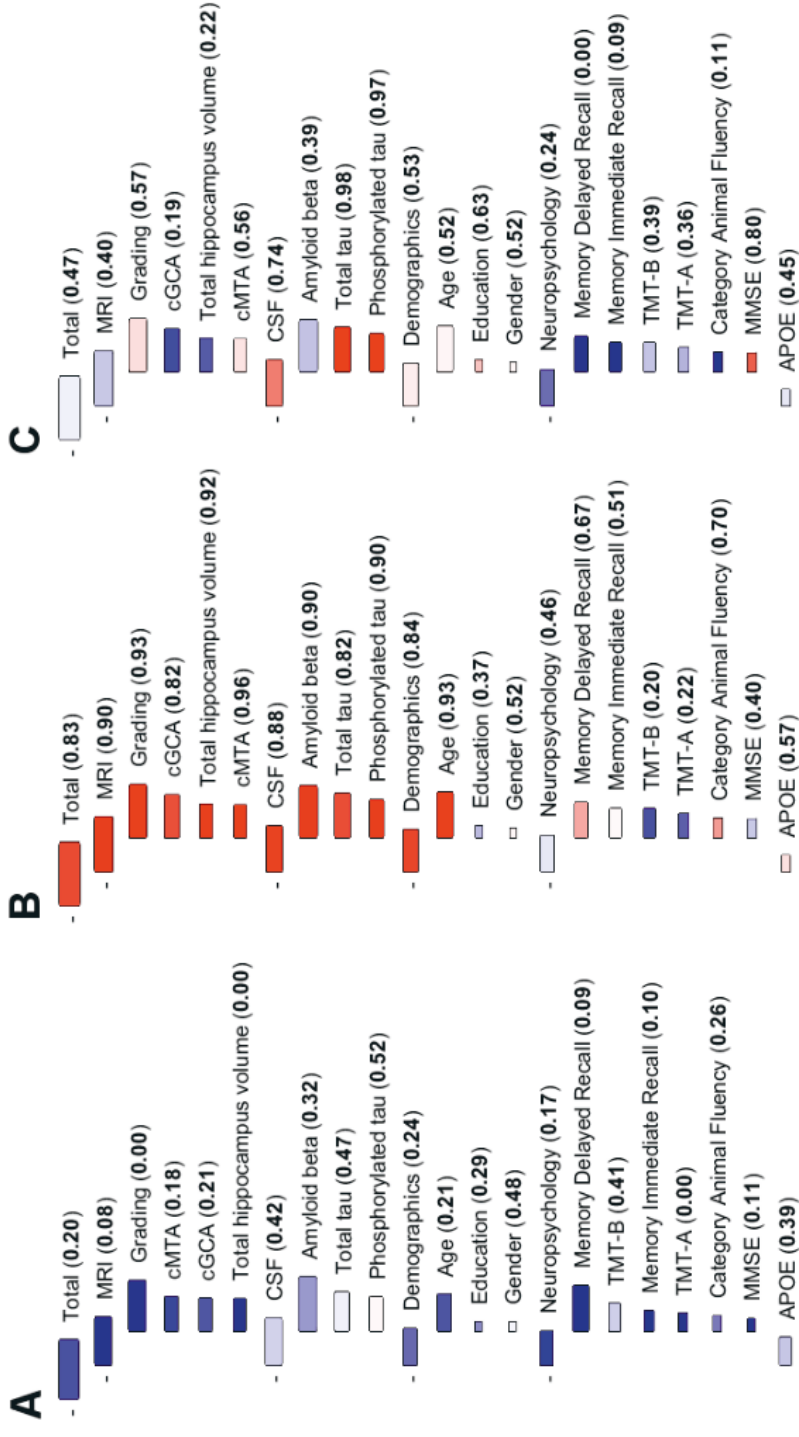 A
- Total (0.20)
- MRI (0.08)
Grading (0.00)
cMTA (0.18)
cGCA (0.21)
Total hippocampus volume (0.00)
- CSF (0.42)
Amyloid beta (0.32)
Total tau (0.47)
Phosphorylated tau (0.52)
- Demographics (0.24)
Age (0.21)
Education (0.29)
Gender (0.48)
- Neuropsychology (0.17)
Memory Delayed Recall (0.09)
TMT-B (0.41)
Memory Immediate Recall (0.10)
TMT-A (0.00)
Category Animal Fluency (0.26)
MMSE (0.11)
APOE (0.39)
B
- Total (0.83)
- MRI (0.90)
Grading (0.93)
cGCA (0.82)
Total hippocampus volume (0.92)
cMTA (0.96)
- CSF (0.88)
Amyloid beta (0.90)
Total tau (0.82)
Phosphorylated tau (0.90)
- Demographics (0.84)
Age (0.93)
Education (0.37)
Gender (0.52)
- Neuropsychology (0.46)
Memory Delayed Recall (0.67)
Memory Immediate Recall (0.51)
TMT-B (0.20)
TMT-A (0.22)
Category Animal Fluency (0.70)
MMSE (0.40)
APOE (0.57)
C
- Total (0.47)
- MRI (0.40)
Grading (0.57)
cGCA (0.19)
Total hippocampus volume (0.22)
cMTA (0.56)
- CSF (0.74)
Amyloid beta (0.39)
Total tau (0.98)
Phosphorylated tau (0.97)
- Demographics (0.53)
Age (0.52)
Education (0.63)
Gender (0.52)
- Neuropsychology (0.24)
Memory Delayed Recall (0.00)
Memory Immediate Recall (0.09)
TMT-B (0.39)
TMT-A (0.36)
Category Animal Fluency (0.11)
MMSE (0.80)
APOE (0.45)